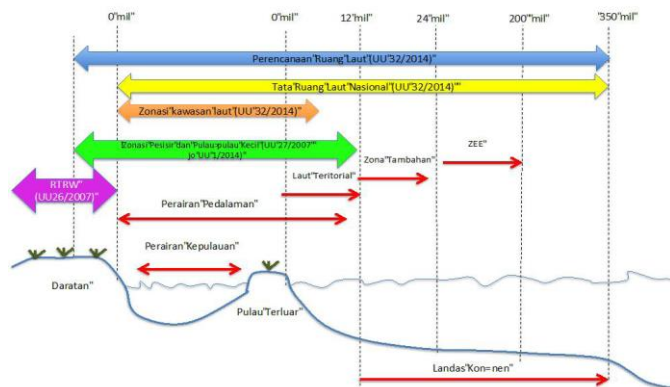 0"mil" 0"mil" 12"mil" 24"mil" 200""mil" '350"mil"
Perencanaan"Ruang"Laut"(UU"32/2014)"
Tata"Ruang"Laut"Nasional"(UU"32/2014)""
Zonasi"kawasan"laut"(UU"32/2014)"
Zonasi"Pesisir"dan"Pulau-pulau"Kecil"(UU"27/2007""
jo"UU"1/2014)"
ZEE"
Zona"Tambahan"
Laut"Teritorial"
RTRW"
(UU26/2007)"
Perairan"Pedalaman"
Perairan"Kepulauan"
Daratan"
Pulau"Terluar"
Landas"Kon=nen"